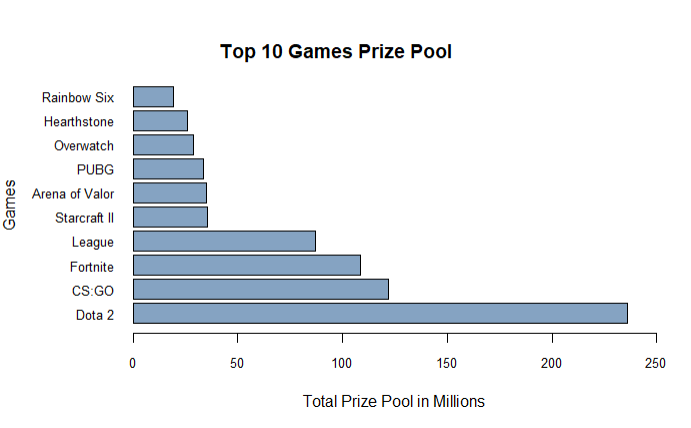 Top 10 Games Prize Pool
Games
Rainbow Six
Hearthstone
Overwatch
PUBG
Arena of Valor
Starcraft II
League
Fortnite
CS:GO
Dota 2
0 50 100 150 200 250
Total Prize Pool in Millions